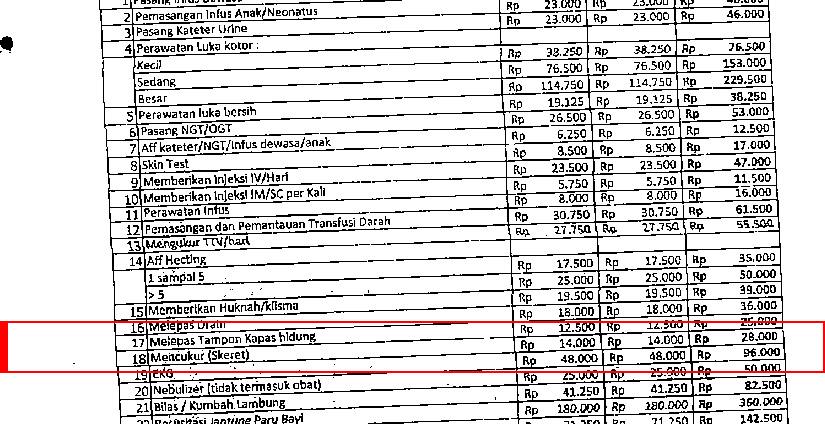 2 Pemasangan Infus Anak/Neonatus Rp 23.000 Rp 23.000 Rp
3 Pasang Kateter Urine Rp 23.000 Rp 23.000 Rp 46.000
4 Perawatan Luka kotor :
Kecil Rp 38.250 Rp 38.250 Rp 76.500
Sedang Rp 76.500 Rp 76.500 Rp 153.000
Besar Rp 114.750 Rp 114.750 Rp 229.500
5 Perawatan luka bersih Rp 19.125 Rp 19.125 Rp 38.250
6 Pasang NGT/OGT Rp 26.500 Rp 26.500 Rp 53.000
7 Aff kateter/NGT/Infus dewasa/anak Rp 6.250 Rp 6.250 Rp 12.500
8 Skin Test Rp 8.500 Rp 8.500 Rp 17.000
9 Memberikan Injeksi IV/Hari Rp 23.500 Rp 23.500 Rp 47.000
10 Memberikan Injeksi IM/SC per Kali Rp 5.750 Rp 5.750 Rp 11.500
11 Perawatan Infus Rp 8.000 Rp 8.000 Rp 16.000
12 Pemasangan dan Pemantauan Transfusi Darah Rp 30.750 Rp 30.750 Rp 61.500
13 Mengukur TTV/hari Rp 27.750 Rp 27.750 Rp 55.500
14 Aff Hecting
1 sampai 5 Rp 17.500 Rp 17.500 Rp 35.000
> 5 Rp 25.000 Rp 25.000 Rp 50.000
15 Memberikan Huknah/klisma Rp 19.500 Rp 19.500 Rp 39.000
16 Melepas Drain Rp 18.000 Rp 18.000 Rp 36.000
17 Melepas Tampon Kapas hidung Rp 12.500 Rp 12.500 Rp 25.000
18 Mencukur (Skeret) Rp 14.000 Rp 14.000 Rp 28.000
19 EKG Rp 48.000 Rp 48.000 Rp 96.000
20 Nebulizer (tidak termasuk obat) Rp 25.000 Rp 25.000 Rp 50.000
21 Bilas / Kumbah Lambung Rp 41.250 Rp 41.250 Rp 82.500
Jantung Paru Bayi Rp 180.000 Rp 180.000 Rp 360.000
71.250 Rp 71.250 Rp 142.500